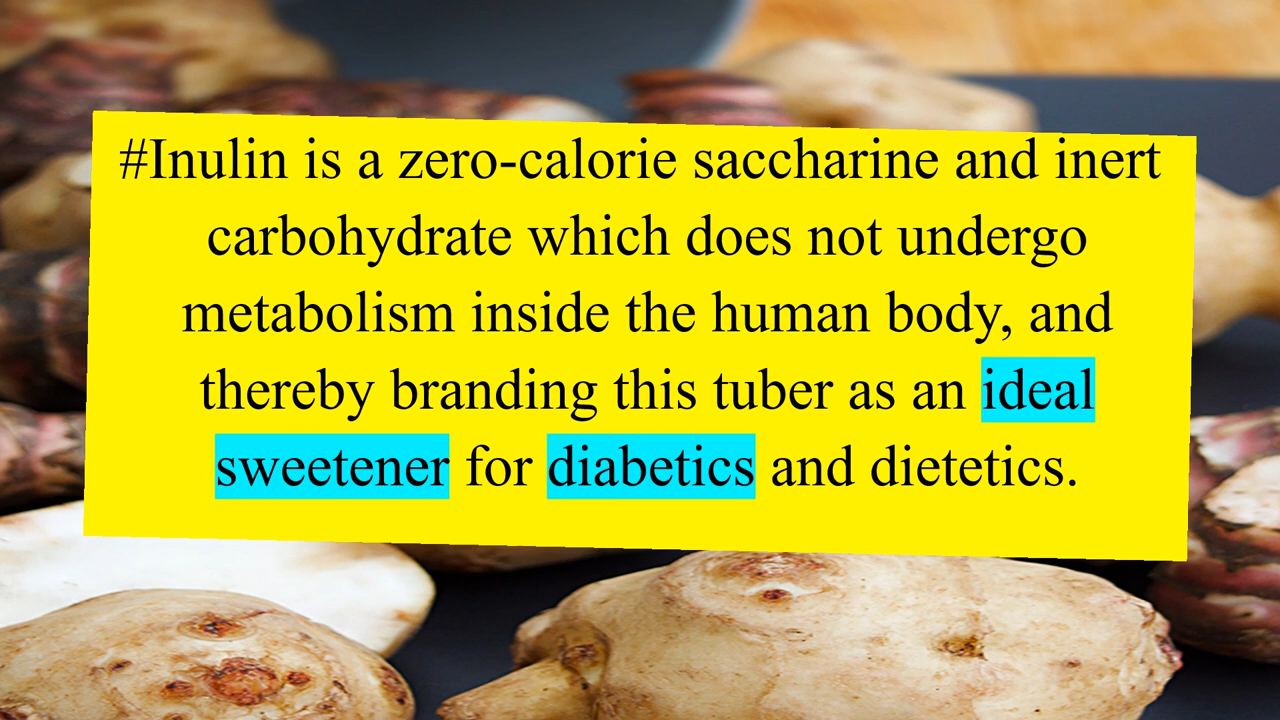 #Inulin is a zero-calorie saccharine and inert
carbohydrate which does not undergo
metabolism inside the human body, and
thereby branding this tuber as an ideal
sweetener for diabetics and dietetics.